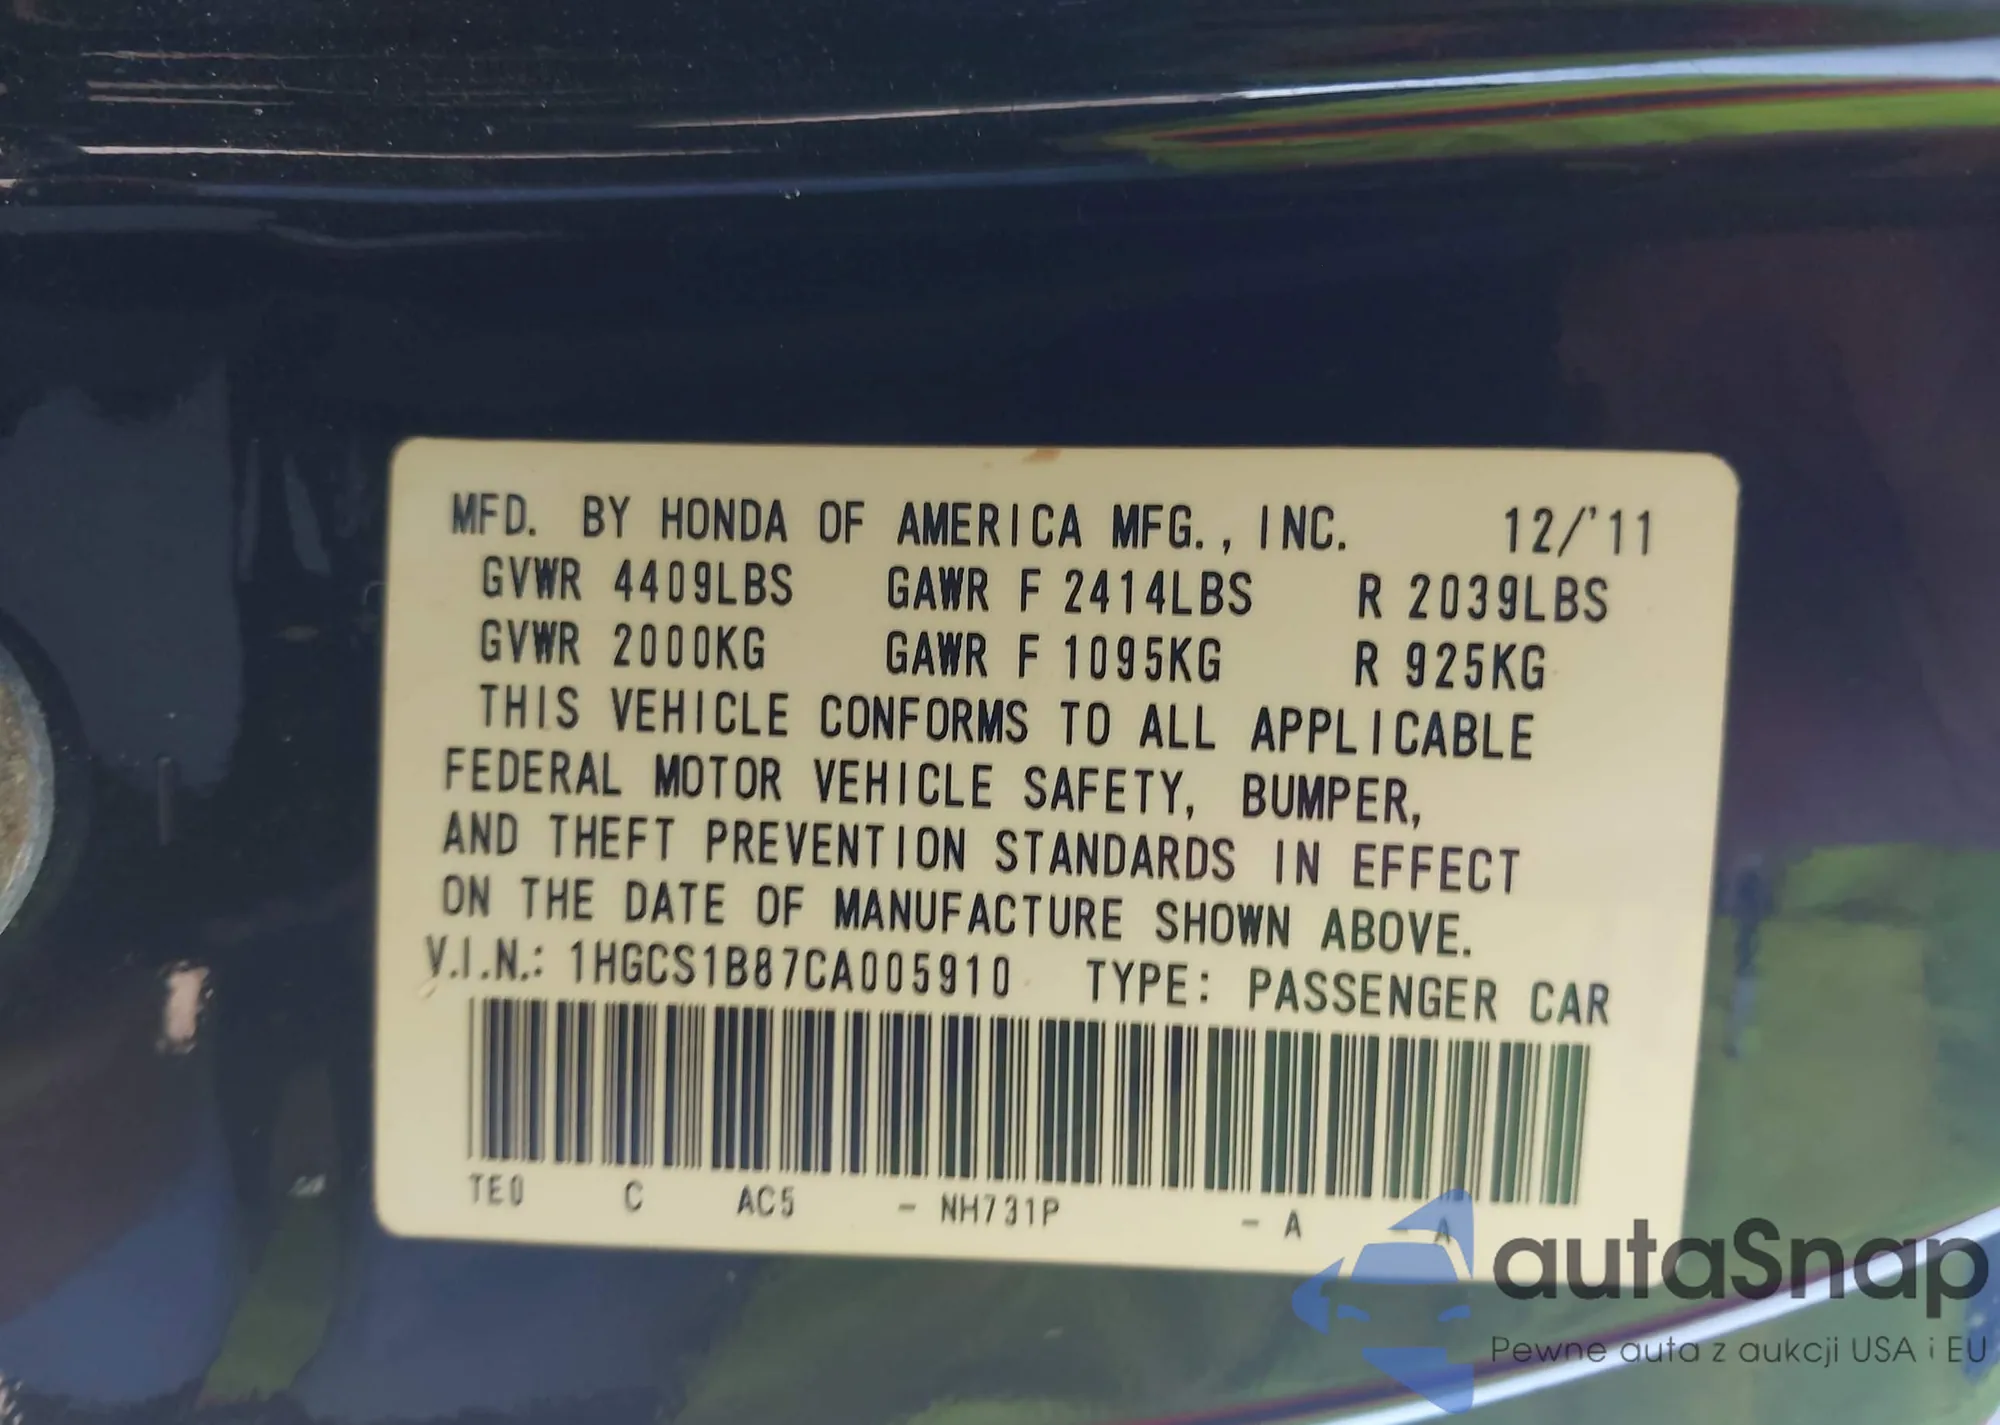 MFD. BY HONDA OF AMERICA MFG., INC. 12/'11
GVWR 4409LBS GAWR F 2414LBS R 2039LBS
GVWR 2000KG GAWR F 1095KG R 925KG
THIS VEHICLE CONFORMS TO ALL APPLICABLE
FEDERAL MOTOR VEHICLE SAFETY, BUMPER,
AND THEFT PREVENTION STANDARDS IN EFFECT
ON THE DATE OF MANUFACTURE SHOWN ABOVE.
V.I.N.: 1HGCS1B87CA005910 TYPE: PASSENGER CAR
TE0 C AC5 - NH731P - A - A
autaSnap
Pewne auta z aukcji USA i EU